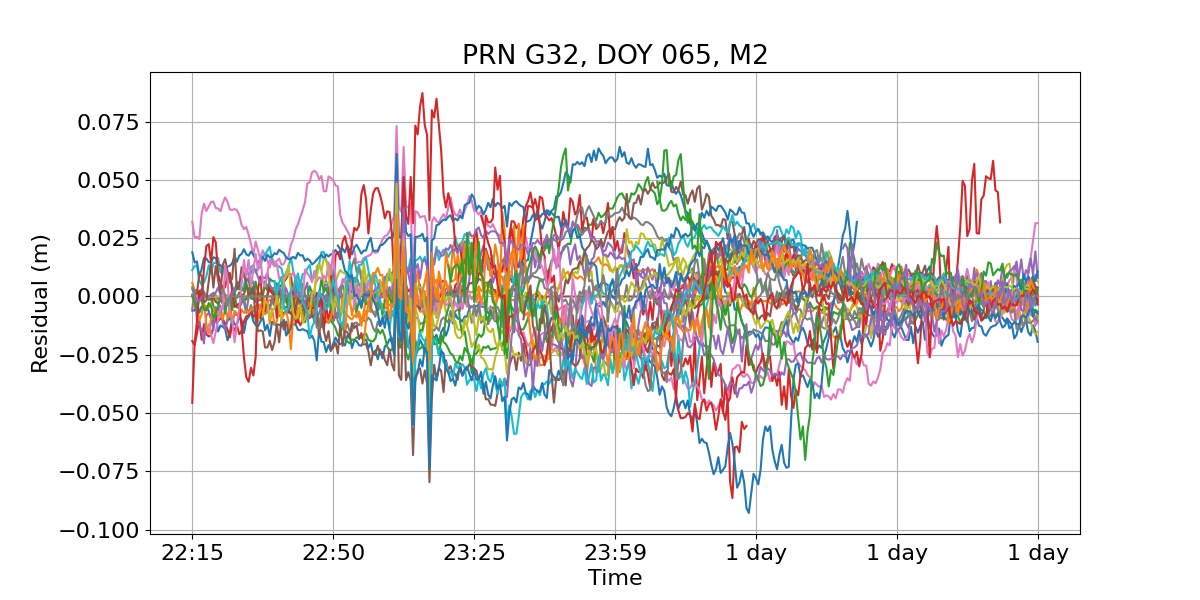 PRN G32, DOY 065, M2
Residual (m)
0.075
0.050
0.025
0.000
−0.025
−0.050
−0.075
−0.100
22:15 22:50 23:25 23:59 1 day 1 day 1 day
Time